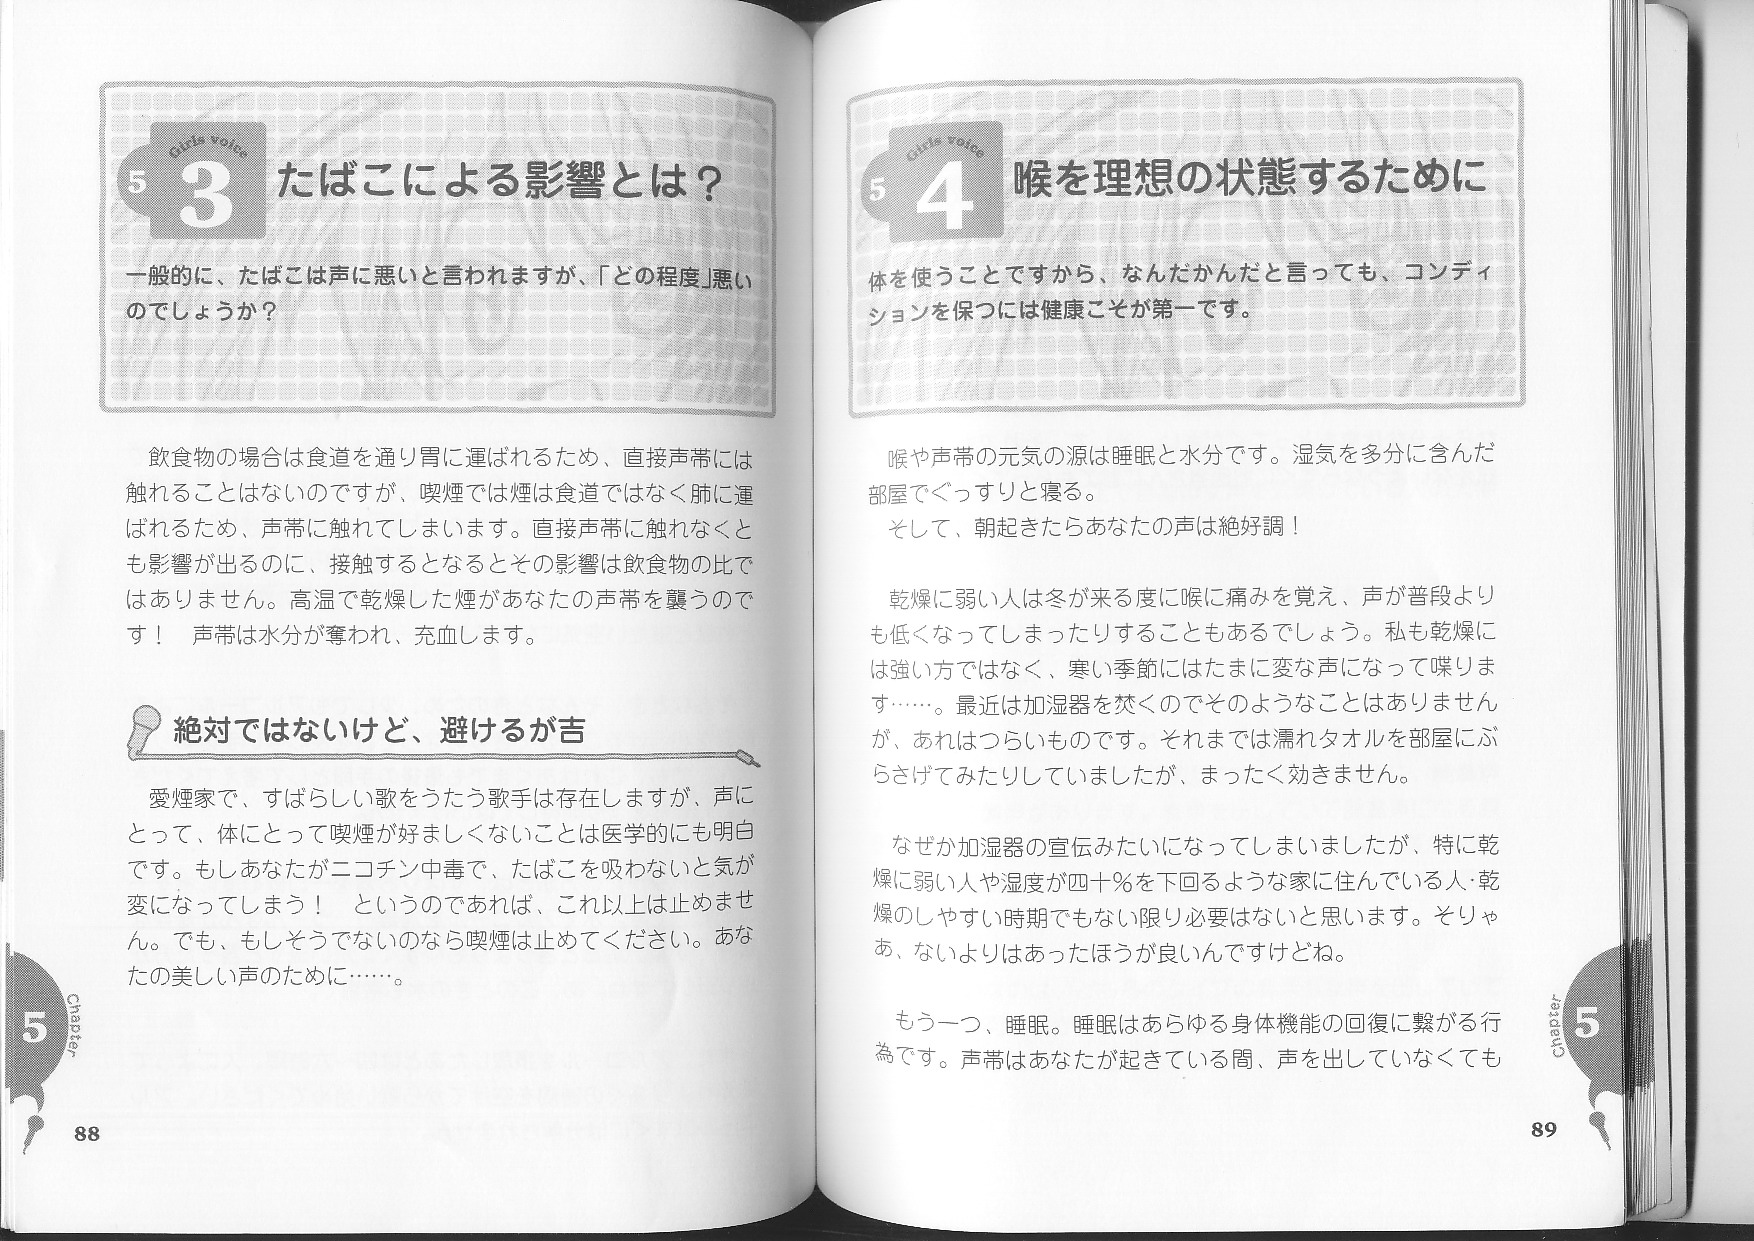 Girls voice
5
3
たばこによる影響とは？
一般的に、たばこは声に悪いと言われますが、「どの程度」悪い
のでしょうか？
飲食物の場合は食道を通り胃に運ばれるため、直接声帯には
触れることはないのですが、喫煙では煙は食道ではなく肺に運
ばれるため、声帯に触れてしまいます。直接声帯に触れなくと
も影響が出るのに、接触するとなるとその影響は飲食物の比で
はありません。高温で乾燥した煙があなたの声帯を襲うので
す！　声帯は水分が奪われ、充血します。
絶対ではないけど、避けるが吉
愛煙家で、すばらしい歌をうたう歌手は存在しますが、声に
とって、体にとって喫煙が好ましくないことは医学的にも明白
です。もしあなたがニコチン中毒で、たばこを吸わないと気が
変になってしまう！　というのであれば、これ以上は止めませ
ん。でも、もしそうでないのなら喫煙は止めてください。あな
たの美しい声のために……。
5
Chapter
88
Girls voice
5
4
喉を理想の状態するために
体を使うことですから、なんだかんだと言っても、コンディ
ションを保つには健康こそが第一です。
喉や声帯の元気の源は睡眠と水分です。湿気を多分に含んだ
部屋でぐっすりと寝る。
そして、朝起きたらあなたの声は絶好調！
乾燥に弱い人は冬が来る度に喉に痛みを覚え、声が普段より
も低くなってしまったりすることもあるでしょう。私も乾燥に
は強い方ではなく、寒い季節にはたまに変な声になって喋りま
す……。最近は加湿器を焚くのでそのようなことはありません
が、あれはつらいものです。それまでは濡れタオルを部屋にぶ
らさげてみたりしていましたが、まったく効きません。
なぜか加湿器の宣伝みたいになってしまいましたが、特に乾
燥に弱い人や湿度が四十％を下回るような家に住んでいる人・乾
燥のしやすい時期でもない限り必要はないと思います。そりゃ
あ、ないよりはあったほうが良いんですけどね。
もう一つ、睡眠。睡眠はあらゆる身体機能の回復に繋がる行
為です。声帯はあなたが起きている間、声を出していなくても
Chapter
5
89